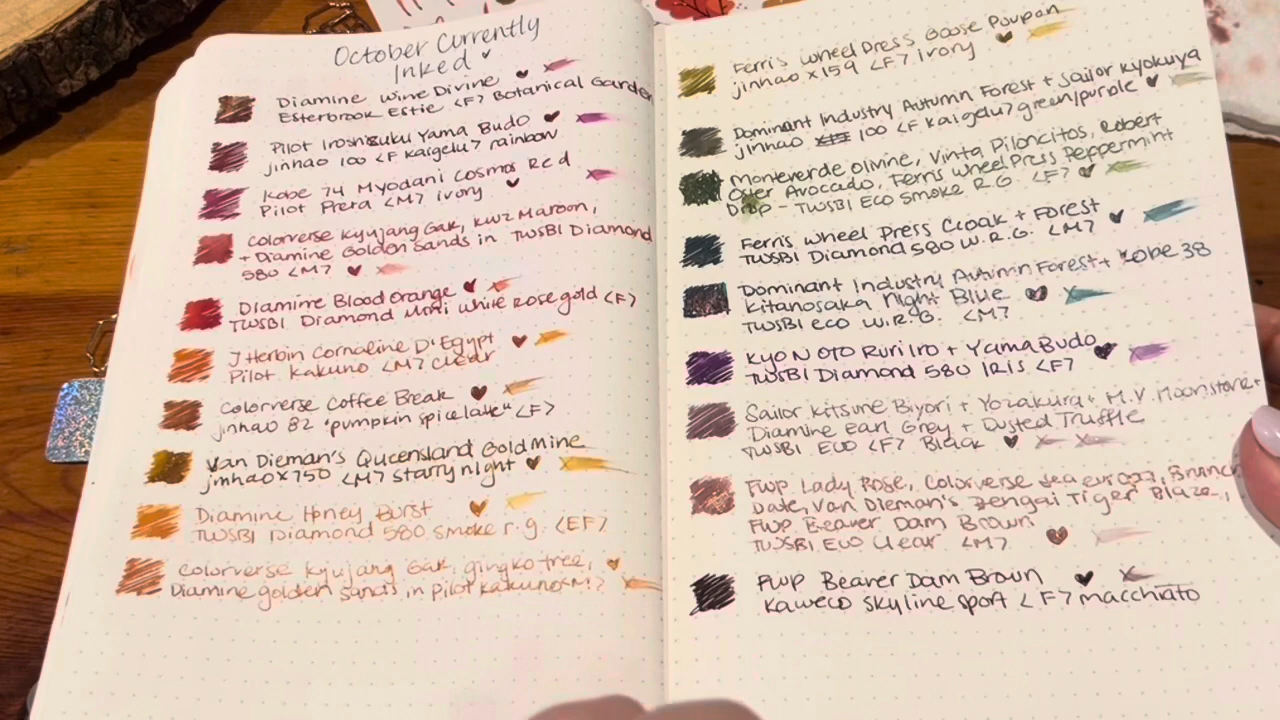 October Currently
Inked
Diamine Wine Divine
Esterbrook Estie <F> Botanical Garden
Pilot Iroshizuku Yama Budo
jinhao 100 <F kaigelu> rainbow
Kobe 74 Myodani Cosmos Red
Pilot Prera <M> ivory
Colorverse Kyujang Gak, KWZ Maroon,
+ Diamine Golden Sands in TWSBI Diamond
580 <M>
Diamine Blood Orange
TWSBI Diamond Mini White Rosegold <F>
J Herbin Cornaline D'Egypt
Pilot Kakuno <M> clear
Colorverse Coffee Break
jinhao 82 "pumpkin spice latte" <F>
Van Dieman's Queensland Gold Mine
jinhao x750 <M> starry night
Diamine Honey Burst
TWSBI Diamond 580 smoke r.g. <EF>
Colorverse Kyujang Gak, gingko tree,
Diamine golden sands in pilot kakuno <M>
Ferris Wheel Press Goose Poupon
jinhao x159 <F> ivory
Dominant Industry Autumn Forest + Sailor Kyokuya
jinhao 100 <F kaigelu> green/purple
Monteverde Olivine, Vinta Piloncitos, Robert
Oster Avocado, Ferris Wheel Press Peppermint
Drop - TWSBI Eco Smoke R.G. <F>
Ferris Wheel Press Cloak + Forest
TWSBI Diamond 580 W.R.G. <M>
Dominant Industry Autumn Forest + Kobe 38
Kitanosaka Night Blue
TWSBI eco W.R.G. <M>
Kyo No Oto Ruri Iro + Yama Budo
TWSBI Diamond 580 Iris <F>
Sailor Kitsune Biyori + Yozakura + M.V. Moonstone +
Diamine Earl Grey + Dusted Truffle
TWSBI Eco <F> Black
FWP Lady Rose, Colorverse Sea Europa, Brunch
Date, Van Dieman's Bengal Tiger Blaze,
FWP Beaver Dam Brown
TWSBI Eco Clear <M>
FWP Beaver Dam Brown
Kaweco Skyline Sport <F> macchiato